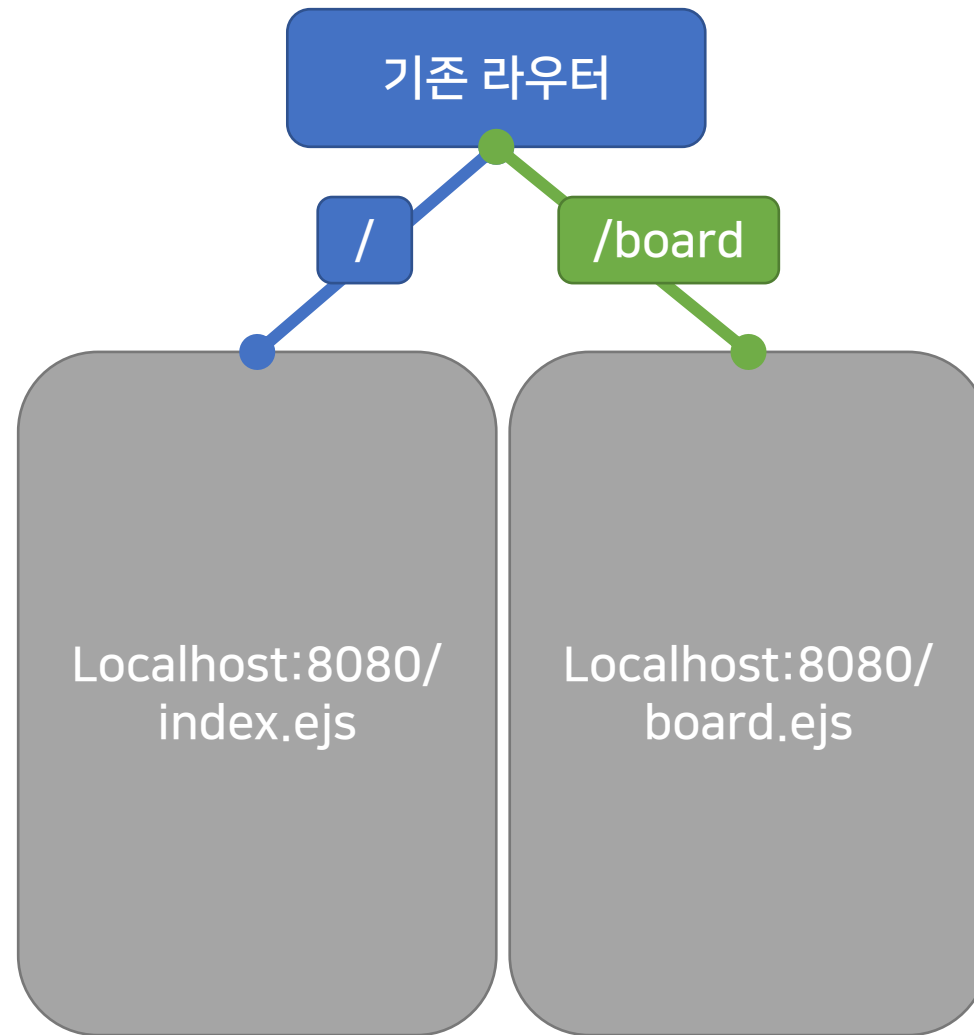 기존 라우터
/
/board
Localhost:8080/
index.ejs
Localhost:8080/
board.ejs